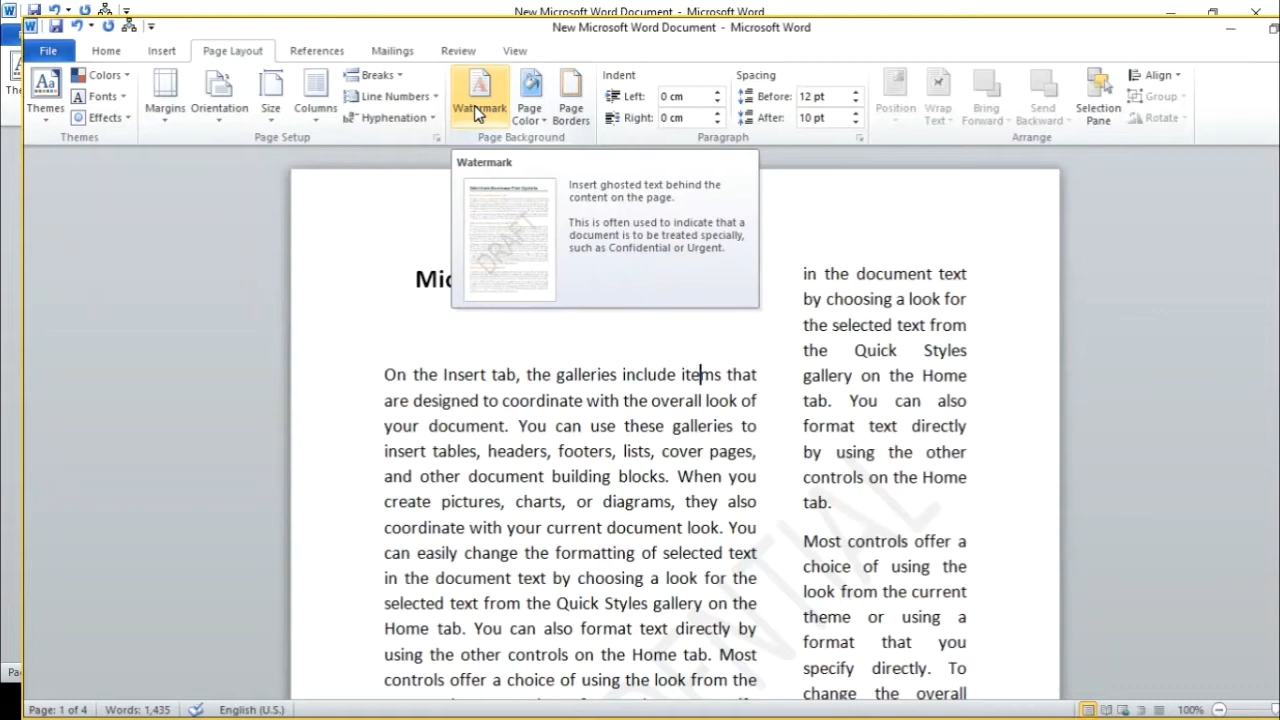 New Microsoft Word Document - Microsoft Word
New Microsoft Word Document - Microsoft Word
File Home Insert Page Layout References Mailings Review View
Themes
Colors
Fonts
Effects
Themes
Margins
Orientation
Size
Columns
Breaks
Line Numbers
Hyphenation
Page Setup
Watermark
Page
Color
Page
Borders
Page Background
Indent
Left: 0 cm
Right: 0 cm
Spacing
Before: 12 pt
After: 10 pt
Paragraph
Position
Wrap
Text
Bring
Forward
Send
Backward
Selection
Pane
Align
Group
Rotate
Arrange
Watermark
DRAFT
Insert ghosted text behind the
content on the page.
This is often used to indicate that a
document is to be treated specially,
such as Confidential or Urgent.
Mic
On the Insert tab, the galleries include items that
are designed to coordinate with the overall look of
your document. You can use these galleries to
insert tables, headers, footers, lists, cover pages,
and other document building blocks. When you
create pictures, charts, or diagrams, they also
coordinate with your current document look. You
can easily change the formatting of selected text
in the document text by choosing a look for the
selected text from the Quick Styles gallery on the
Home tab. You can also format text directly by
using the other controls on the Home tab. Most
controls offer a choice of using the look from the
in the document text
by choosing a look for
the selected text from
the Quick Styles
gallery on the Home
tab. You can also
format text directly
by using the other
controls on the Home
tab.
Most controls offer a
choice of using the
look from the current
theme or using a
format that you
specify directly. To
change the overall
DENTIAL
Page: 1 of 4 Words: 1,435 English (U.S.) 100%